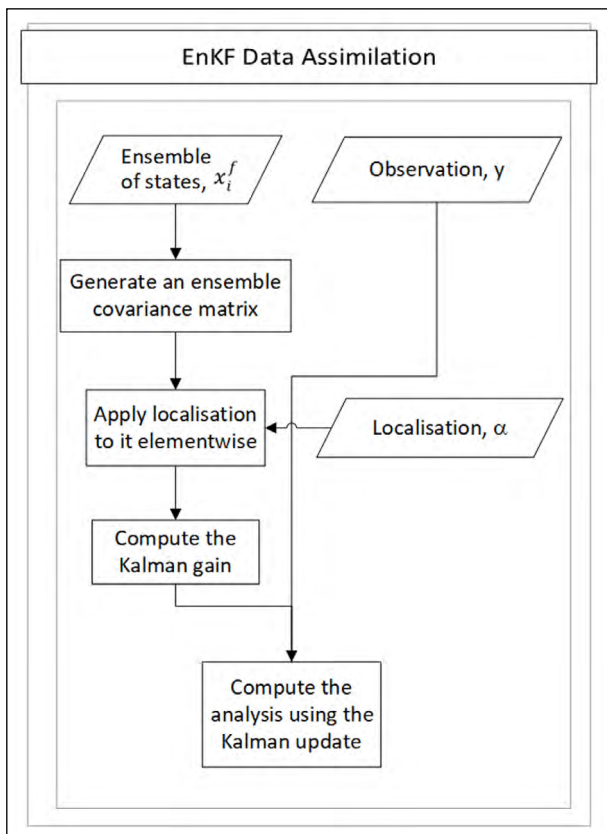 EnKF Data Assimilation
Ensemble
of states, $x_i^f$
Observation, y
Generate an ensemble
covariance matrix
Apply localisation
to it elementwise
Localisation, α
Compute the
Kalman gain
Compute the
analysis using the
Kalman update